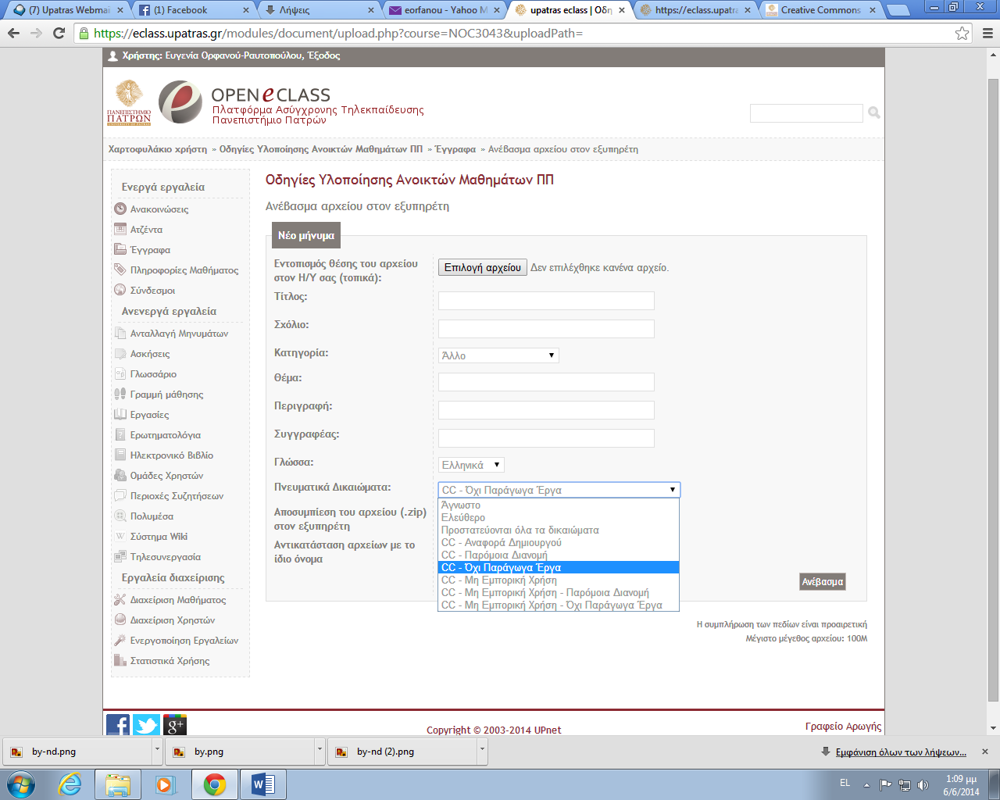 (7) Upatras Webmai
(1) Facebook
Λήψεις
eorfanou - Yahoo M
upatras eclass | Οδη
https://eclass.upatra
Creative Commons
https://eclass.upatras.gr/modules/document/upload.php?course=NOC3043&uploadPath=
Χρήστης: Ευγενία Ορφανού-Ραυτοπούλου, Έξοδος
ΠΑΝΕΠΙΣΤΗΜΙΟ
ΠΑΤΡΩΝ
UNIVERSITY OF PATRAS
OPEN eCLASS
Πλατφόρμα Ασύγχρονης Τηλεκπαίδευσης
Πανεπιστήμιο Πατρών
Χαρτοφυλάκιο χρήστη » Οδηγίες Υλοποίησης Ανοικτών Μαθημάτων ΠΠ » Έγγραφα » Ανέβασμα αρχείου στον εξυπηρέτη
Ενεργά εργαλεία
Ανακοινώσεις
Ατζέντα
Έγγραφα
Πληροφορίες Μαθήματος
Σύνδεσμοι
Ανενεργά εργαλεία
Ανταλλαγή Μηνυμάτων
Ασκήσεις
Γλωσσάριο
Γραμμή μάθησης
Εργασίες
Ερωτηματολόγια
Ηλεκτρονικό Βιβλίο
Ομάδες Χρηστών
Περιοχές Συζητήσεων
Πολυμέσα
Σύστημα Wiki
Τηλεσυνεργασία
Εργαλεία διαχείρισης
Διαχείριση Μαθήματος
Διαχείριση Χρηστών
Ενεργοποίηση Εργαλείων
Στατιστικά Χρήσης
Οδηγίες Υλοποίησης Ανοικτών Μαθημάτων ΠΠ
Ανέβασμα αρχείου στον εξυπηρέτη
Νέο μήνυμα
Εντοπισμός θέσης του αρχείου
στον Η/Υ σας (τοπικά):
Επιλογή αρχείου Δεν επιλέχθηκε κανένα αρχείο.
Τίτλος:
Σχόλιο:
Κατηγορία: Άλλο
Θέμα:
Περιγραφή:
Συγγραφέας:
Γλώσσα: Ελληνικά
Πνευματικά Δικαιώματα: CC - Όχι Παράγωγα Έργα
Άγνωστο
Ελεύθερο
Προστατεύονται όλα τα δικαιώματα
CC - Αναφορά Δημιουργού
CC - Παρόμοια Διανομή
CC - Όχι Παράγωγα Έργα
CC - Μη Εμπορική Χρήση
CC - Μη Εμπορική Χρήση - Παρόμοια Διανομή
CC - Μη Εμπορική Χρήση - Όχι Παράγωγα Έργα
Αποσυμπίεση του αρχείου (.zip)
στον εξυπηρέτη
Αντικατάσταση αρχείων με το
ίδιο όνομα
Ανέβασμα
Η συμπλήρωση των πεδίων είναι προαιρετική
Μέγιστο μέγεθος αρχείου: 100M
Copyright © 2003-2014 UPnet
Γραφείο Αρωγής
by-nd.png
by.png
by-nd (2).png
Εμφάνιση όλων των λήψεων...
EL
1:09 μμ
6/6/2014